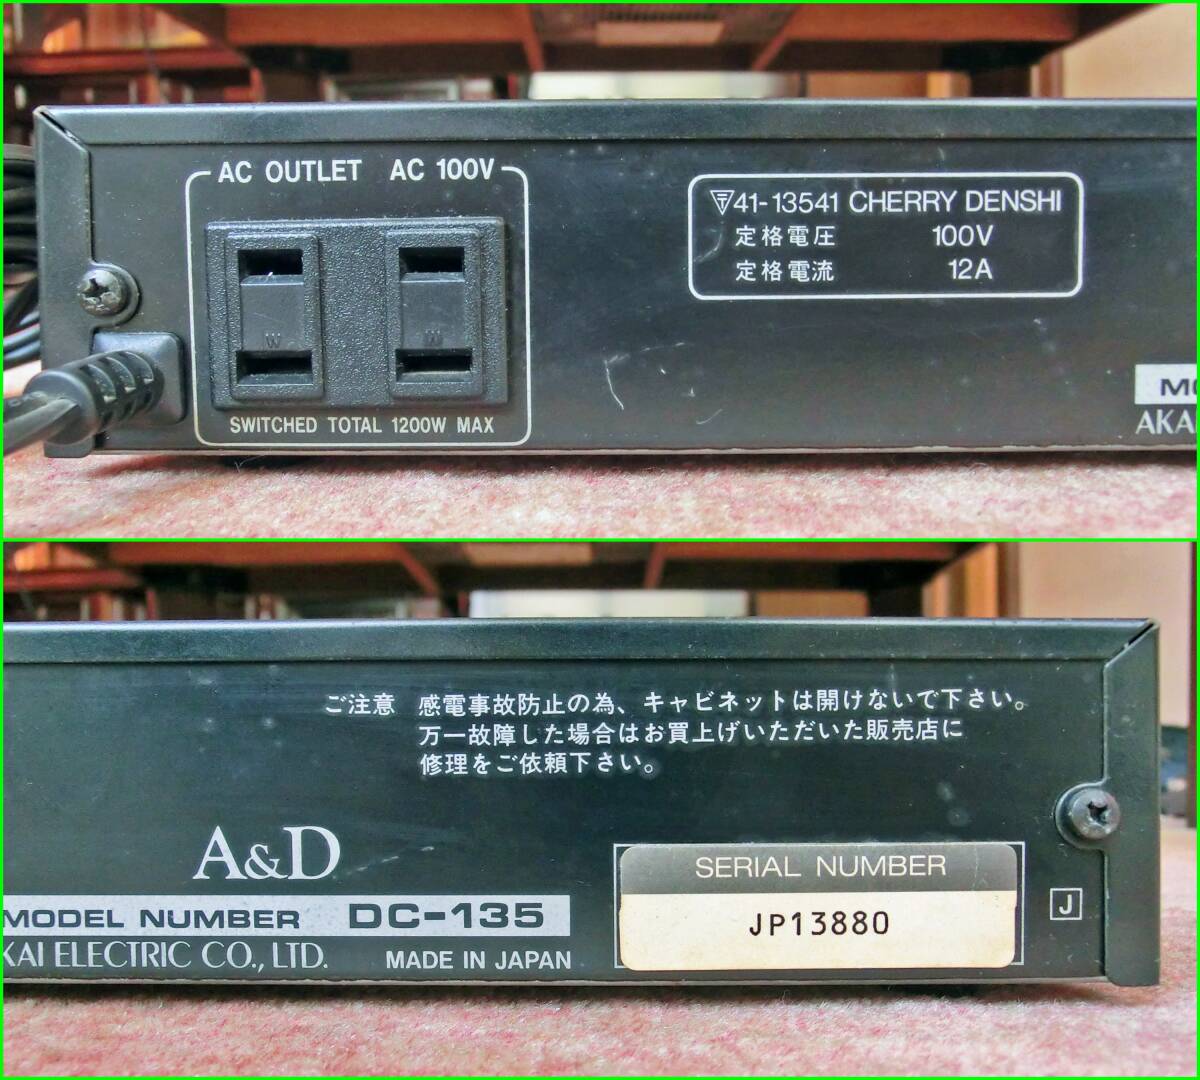 AC OUTLET AC 100V
W W
SWITCHED TOTAL 1200W MAX
41-13541 CHERRY DENSHI
定格電圧 100V
定格電流 12A
AKA
ご注意 感電事故防止の為、キャビネットは開けないで下さい。
万一故障した場合はお買上げいただいた販売店に
修理をご依頼下さい。
A&D
MODEL NUMBER DC-135
KAI ELECTRIC CO., LTD. MADE IN JAPAN
SERIAL NUMBER
JP13880
J